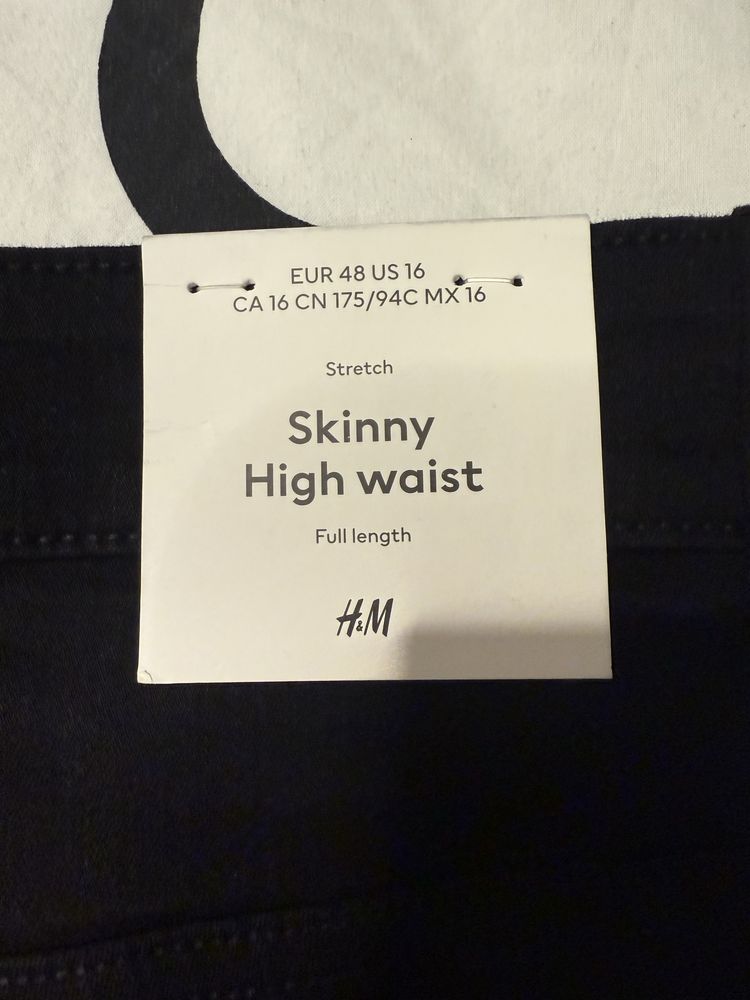 EUR 48 US 16
CA 16 CN 175/94C MX 16
Stretch
Skinny
High waist
Full length
H&M